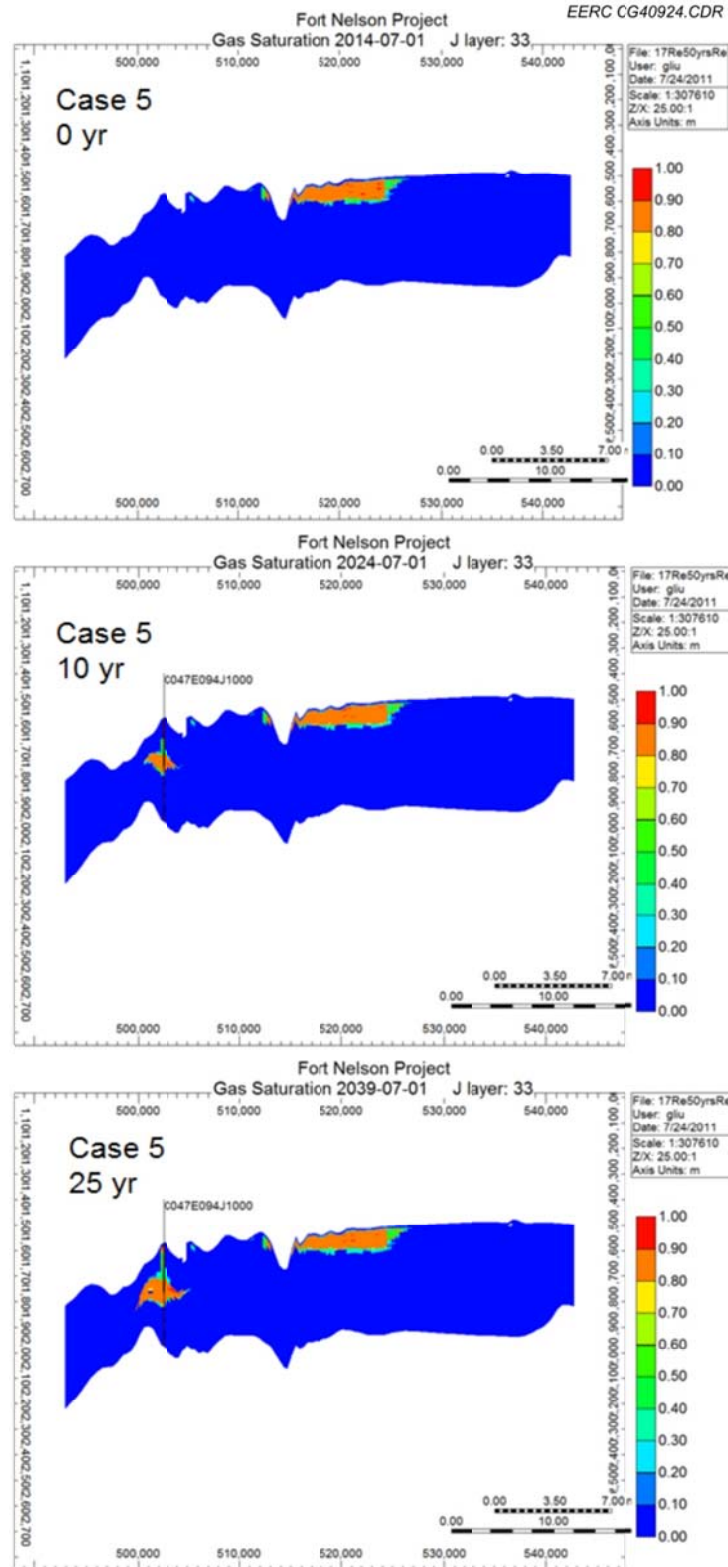 EERC CG40924.CDR
Fort Nelson Project
Gas Saturation 2014-07-01 J layer: 33
File: 17Re50yrsRe
User: gliu
Date: 7/24/2011
Scale: 1:307610
Z/X: 25.00:1
Axis Units: m
500,000 510,000 520,000 530,000 540,000
Case 5
0 yr
1.00
0.90
0.80
0.70
0.60
0.50
0.40
0.30
0.20
0.10
0.00
0.00 3.50 7.00
0.00 10.00
500,000 510,000 520,000 530,000 540,000
Fort Nelson Project
Gas Saturation 2024-07-01 J layer: 33
File: 17Re50yrsRe
User: gliu
Date: 7/24/2011
Scale: 1:307610
Z/X: 25.00:1
Axis Units: m
500,000 510,000 520,000 530,000 540,000
Case 5
10 yr
C047E094J1000
1.00
0.90
0.80
0.70
0.60
0.50
0.40
0.30
0.20
0.10
0.00
0.00 3.50 7.00
0.00 10.00
500,000 510,000 520,000 530,000 540,000
Fort Nelson Project
Gas Saturation 2039-07-01 J layer: 33
File: 17Re50yrsRe
User: gliu
Date: 7/24/2011
Scale: 1:307610
Z/X: 25.00:1
Axis Units: m
500,000 510,000 520,000 530,000 540,000
Case 5
25 yr
C047E094J1000
1.00
0.90
0.80
0.70
0.60
0.50
0.40
0.30
0.20
0.10
0.00
0.00 3.50 7.00
0.00 10.00
500,000 510,000 520,000 530,000 540,000